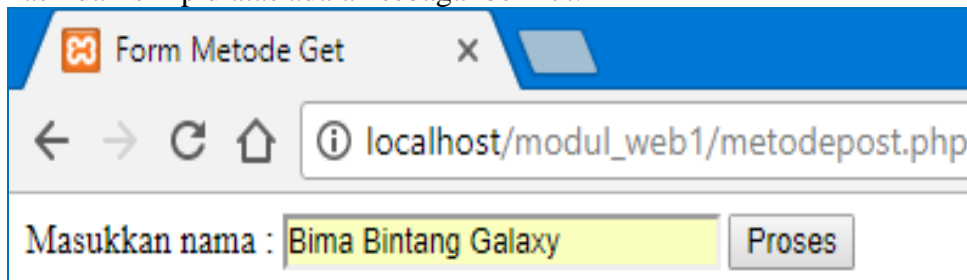 Form Metode Get
localhost/modul_web1/metodepost.php
Masukkan nama : Bima Bintang Galaxy Proses